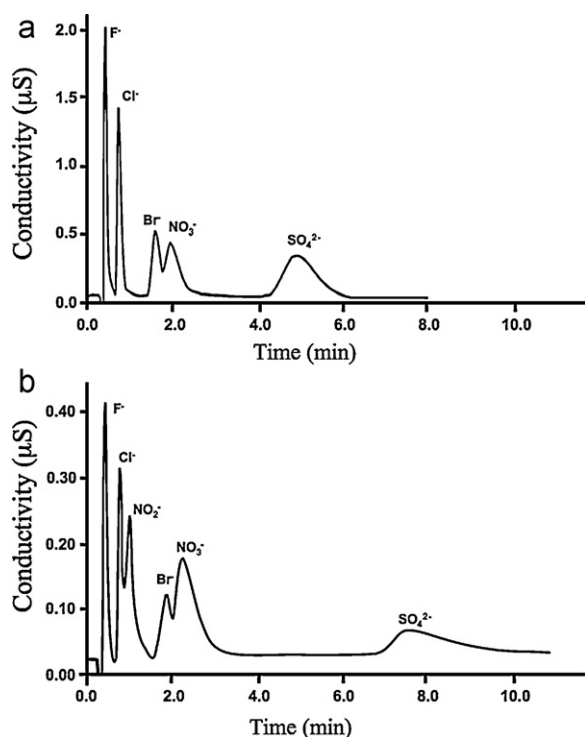 a
F⁻
Cl⁻
Br⁻
NO₃⁻
SO₄²⁻
Conductivity (µS)
2.0
1.5
1.0
0.5
0.0
0.0 2.0 4.0 6.0 8.0 10.0
Time (min)
b
F⁻
Cl⁻
NO₂⁻
Br⁻
NO₃⁻
SO₄²⁻
Conductivity (µS)
0.40
0.30
0.20
0.10
0.00
0.0 2.0 4.0 6.0 8.0 10.0
Time (min)